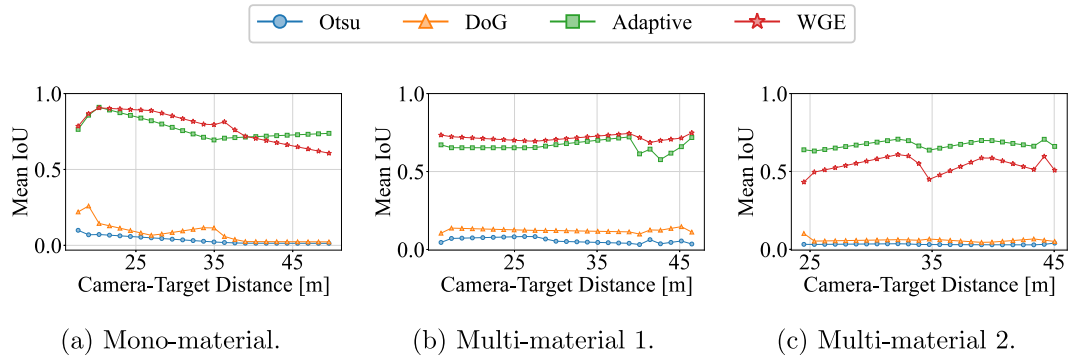 Otsu DoG Adaptive WGE
Mean IoU
1.0
0.5
0.0
25 35 45
Camera-Target Distance [m]
(a) Mono-material.
Mean IoU
1.0
0.5
0.0
25 35 45
Camera-Target Distance [m]
(b) Multi-material 1.
Mean IoU
1.0
0.5
0.0
25 35 45
Camera-Target Distance [m]
(c) Multi-material 2.